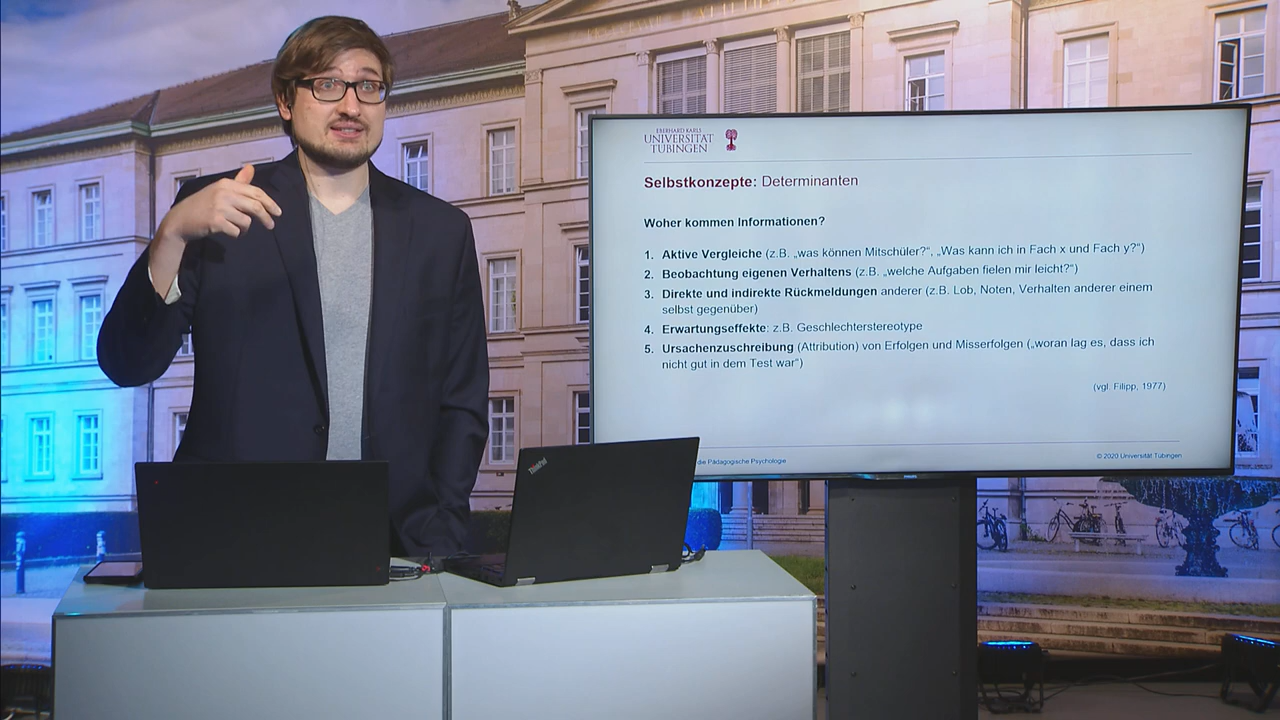 EBERHARD KARLS
UNIVERSITÄT
TÜBINGEN
Selbstkonzepte: Determinanten
Woher kommen Informationen?
1. Aktive Vergleiche (z.B. „was können Mitschüler?“, „Was kann ich in Fach x und Fach y?“)
2. Beobachtung eigenen Verhaltens (z.B. „welche Aufgaben fielen mir leicht?“)
3. Direkte und indirekte Rückmeldungen anderer (z.B. Lob, Noten, Verhalten anderer einem
selbst gegenüber)
4. Erwartungseffekte: z.B. Geschlechterstereotype
5. Ursachenzuschreibung (Attribution) von Erfolgen und Misserfolgen („woran lag es, dass ich
nicht gut in dem Test war“)
(vgl. Filipp, 1977)
die Pädagogische Psychologie
© 2020 Universität Tübingen
ThinkPad